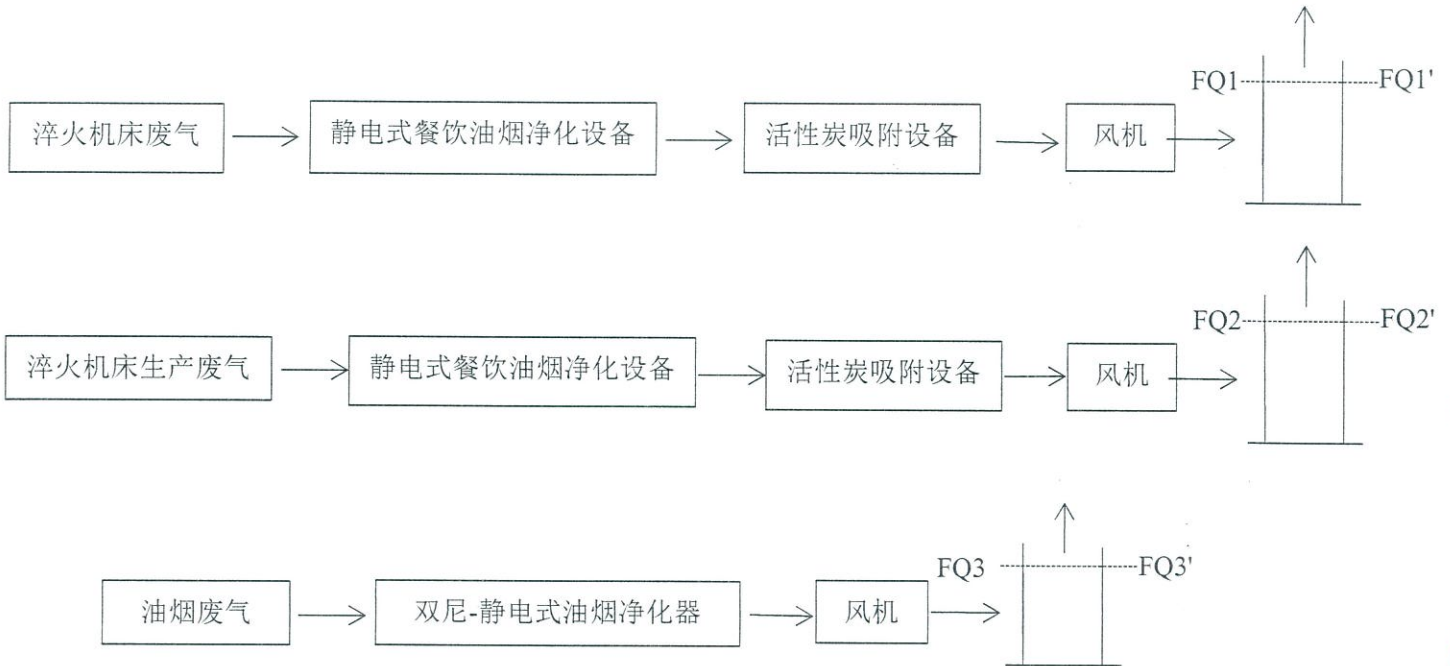 FQ1 FQ1'
淬火机床废气 静电式餐饮油烟净化设备 活性炭吸附设备 风机
FQ2 FQ2'
淬火机床生产废气 静电式餐饮油烟净化设备 活性炭吸附设备 风机
FQ3 FQ3'
油烟废气 双尼-静电式油烟净化器 风机